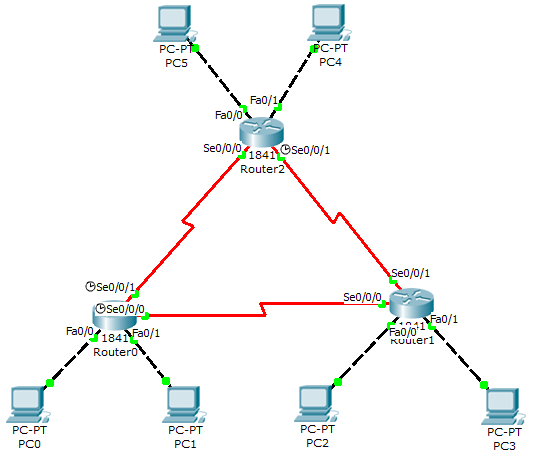 PC-PT
PC5
PC-PT
PC4
Fa0/0
Fa0/1
Se0/0/0
Se0/0/1
1841
Router2
Se0/0/1
Se0/0/0
Fa0/0
Fa0/1
1841
Router0
Se0/0/1
Se0/0/0
Fa0/1
1841
Fa0/0
Router1
PC-PT
PC0
PC-PT
PC1
PC-PT
PC2
PC-PT
PC3